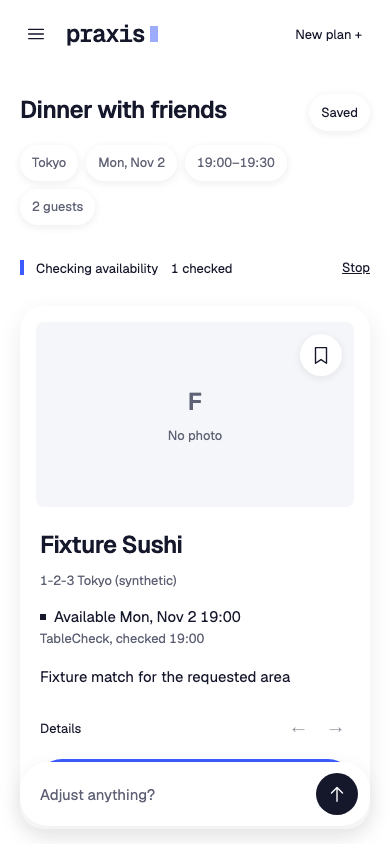 praxis
New plan +
Dinner with friends
Saved
Tokyo
Mon, Nov 2
19:00–19:30
2 guests
Checking availability
1 checked
Stop
F
No photo
Fixture Sushi
1-2-3 Tokyo (synthetic)
Available Mon, Nov 2 19:00
TableCheck, checked 19:00
Fixture match for the requested area
Details
← →
Adjust anything?